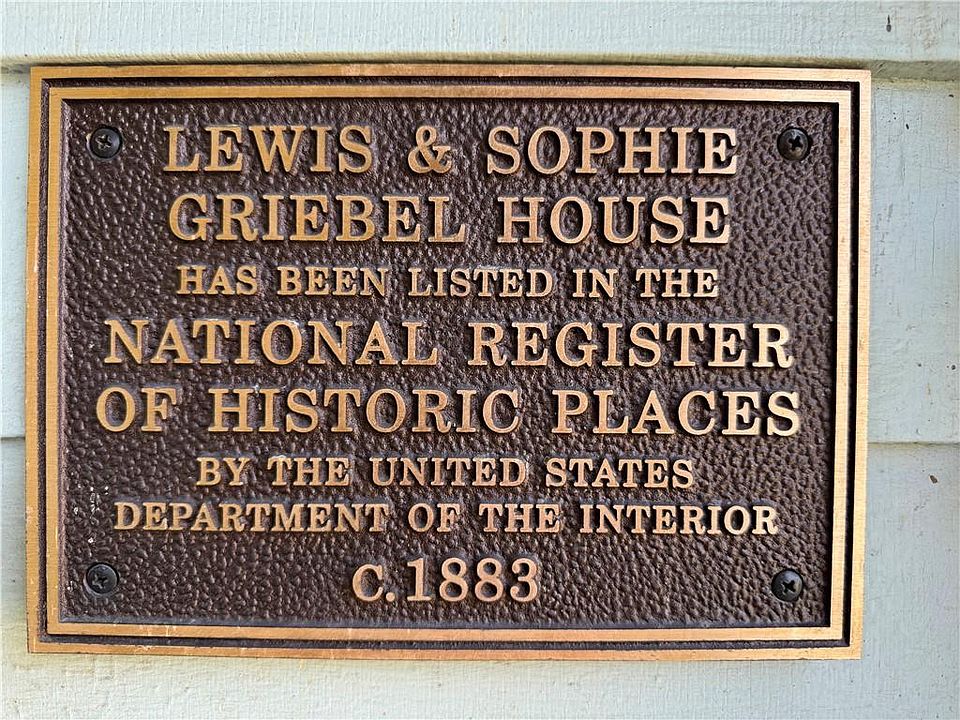 LEWIS & SOPHIE
GRIEBEL HOUSE
HAS BEEN LISTED IN THE
NATIONAL REGISTER
OF HISTORIC PLACES
BY THE UNITED STATES
DEPARTMENT OF THE INTERIOR
C.1883